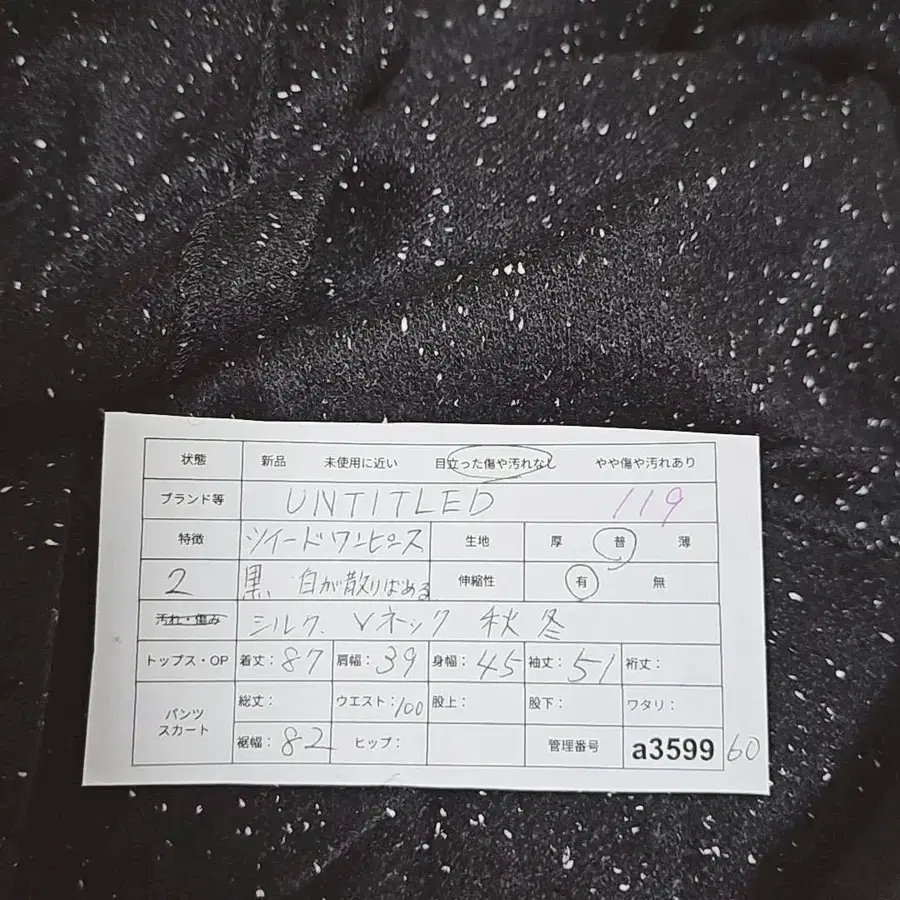 状態 新品 未使用に近い 目立った傷や汚れなし やや傷や汚れあり
ブランド等 UNTITLED 119
特徴 ツイードワンピース 生地 厚 普 薄
2 黒、白が散りばめる 伸縮性 有 無
汚れ・傷み シルク、Vネック 秋冬
トップス・OP 着丈:87 肩幅:39 身幅:45 袖丈:51 裄丈:
パンツ スカート 総丈: ウエスト:100 股上: 股下: ワタリ:
裾幅:82 ヒップ: 管理番号 a3599 60